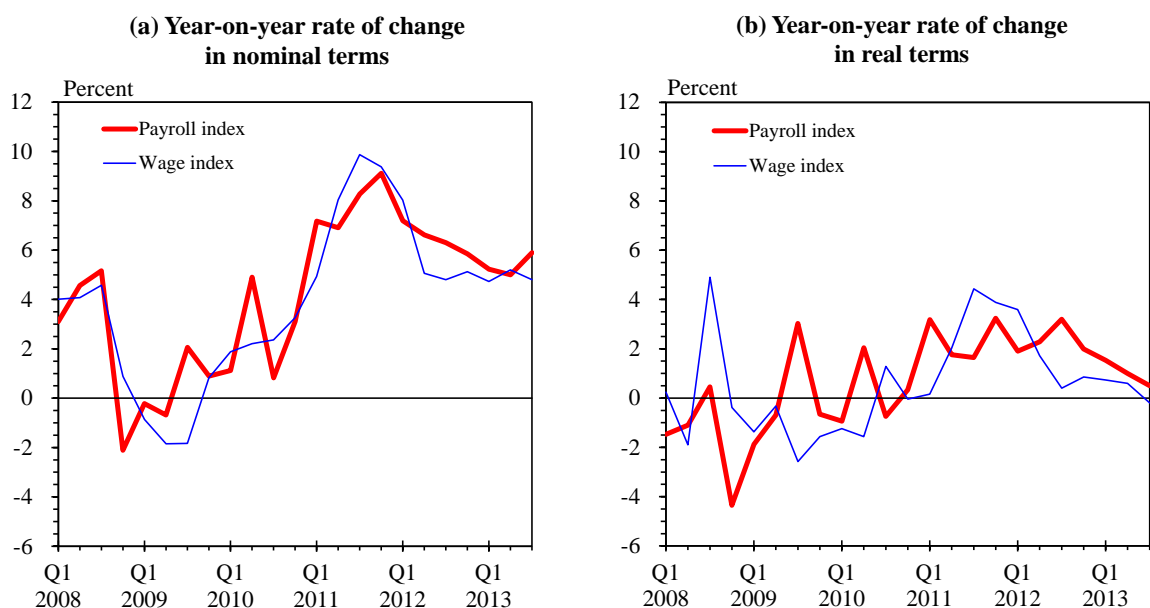 (a) Year-on-year rate of change
in nominal terms
Percent
12
10
8
6
4
2
0
-2
-4
-6
Payroll index
Wage index
Q1 Q1 Q1 Q1 Q1 Q1
2008 2009 2010 2011 2012 2013
(b) Year-on-year rate of change
in real terms
Percent
12
10
8
6
4
2
0
-2
-4
-6
Payroll index
Wage index
Q1 Q1 Q1 Q1 Q1 Q1
2008 2009 2010 2011 2012 2013